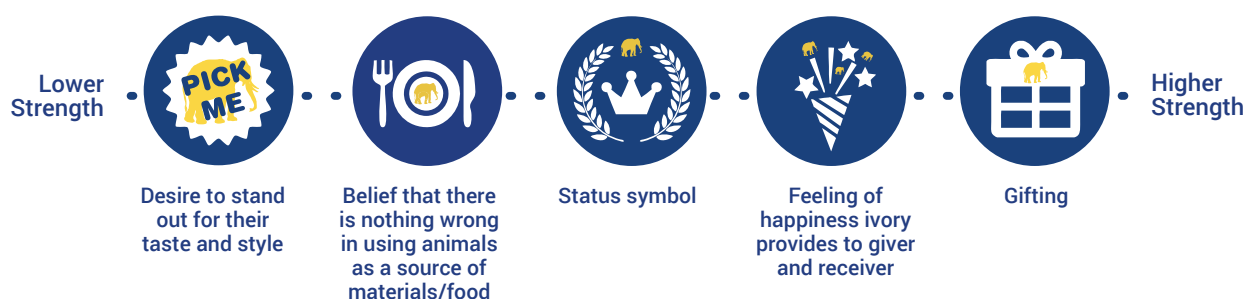 Lower
Strength
PICK
ME
Higher
Strength
Desire to stand
out for their
taste and style
Belief that there
is nothing wrong
in using animals
as a source of
materials/food
Status symbol
Feeling of
happiness ivory
provides to giver
and receiver
Gifting